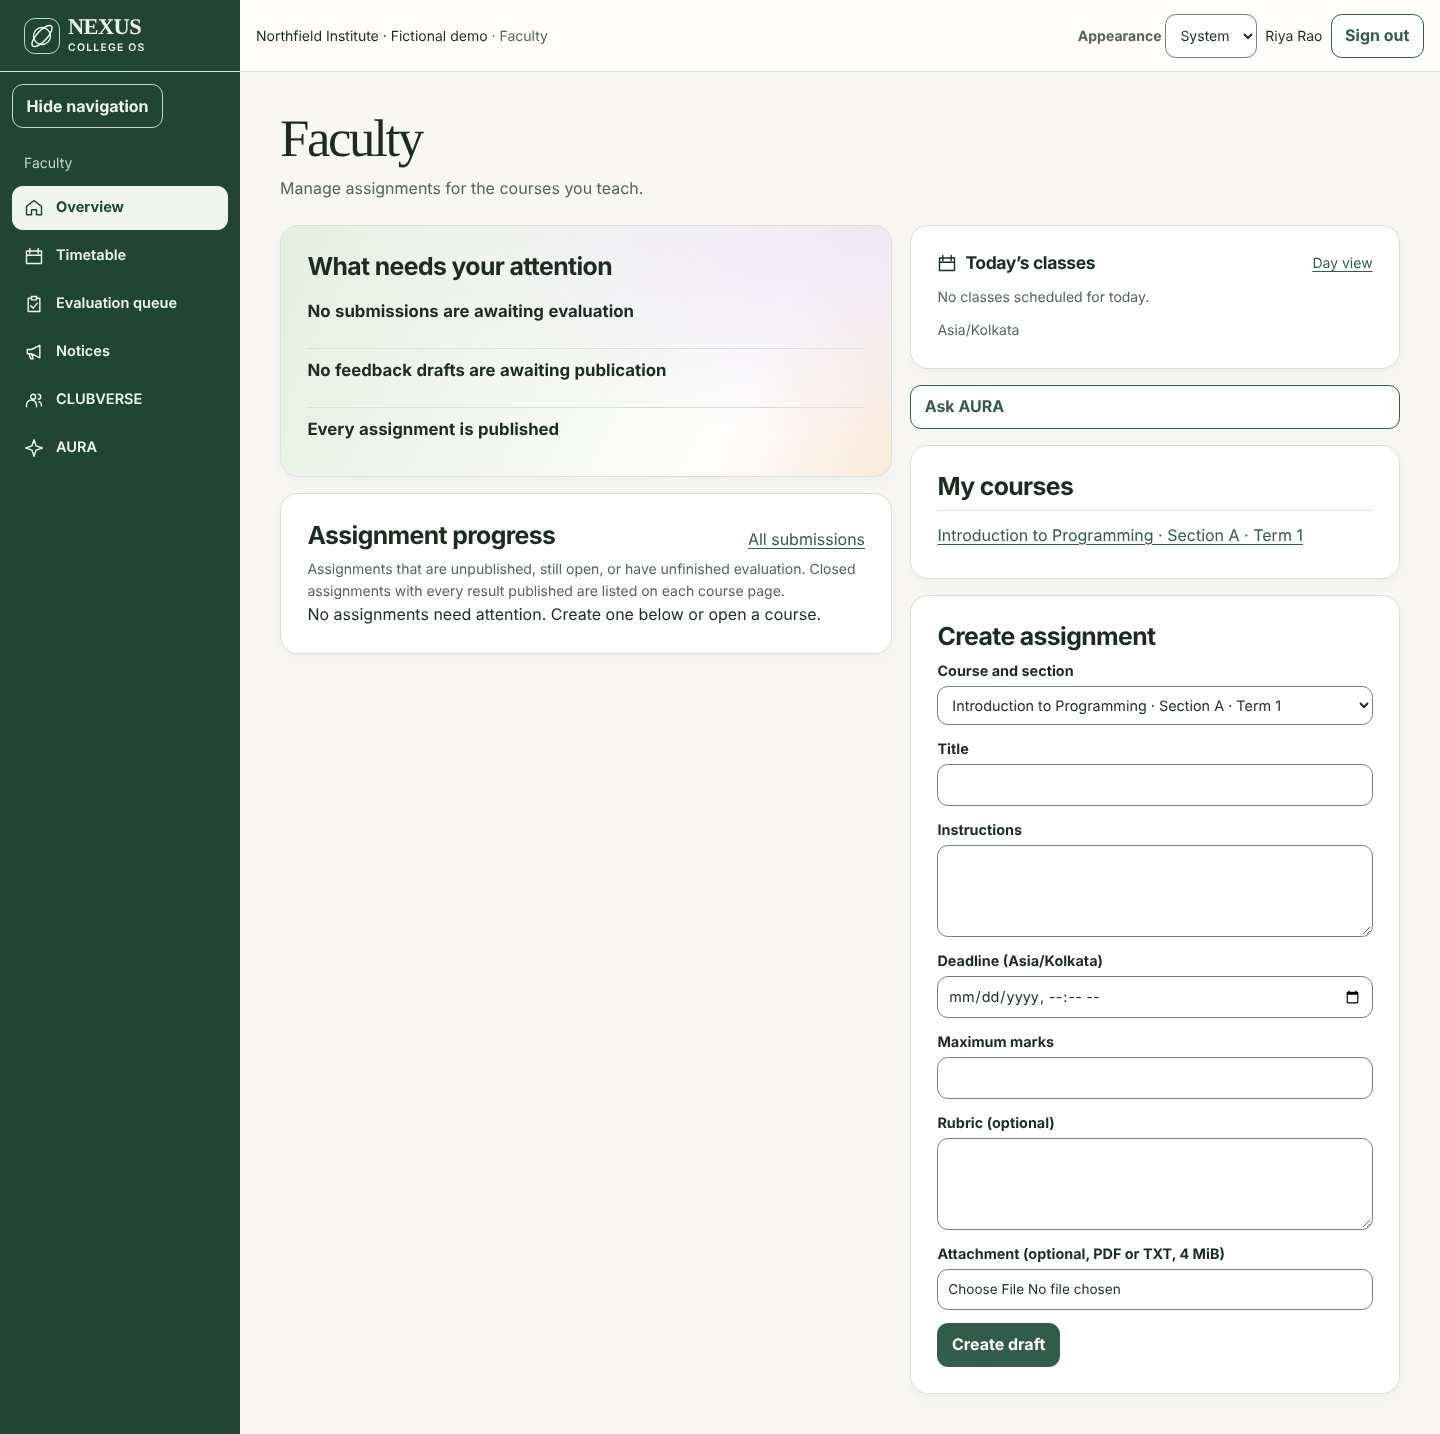 NEXUS
COLLEGE OS
Northfield Institute · Fictional demo · Faculty
Appearance
System
Riya Rao
Sign out
Hide navigation
Faculty
Overview
Timetable
Evaluation queue
Notices
CLUBVERSE
AURA
Faculty
Manage assignments for the courses you teach.
What needs your attention
No submissions are awaiting evaluation
No feedback drafts are awaiting publication
Every assignment is published
Assignment progress
All submissions
Assignments that are unpublished, still open, or have unfinished evaluation. Closed
assignments with every result published are listed on each course page.
No assignments need attention. Create one below or open a course.
Today’s classes
Day view
No classes scheduled for today.
Asia/Kolkata
Ask AURA
My courses
Introduction to Programming · Section A · Term 1
Create assignment
Course and section
Introduction to Programming · Section A · Term 1
Title
Instructions
Deadline (Asia/Kolkata)
mm/dd/yyyy, --:-- --
Maximum marks
Rubric (optional)
Attachment (optional, PDF or TXT, 4 MiB)
Choose File No file chosen
Create draft